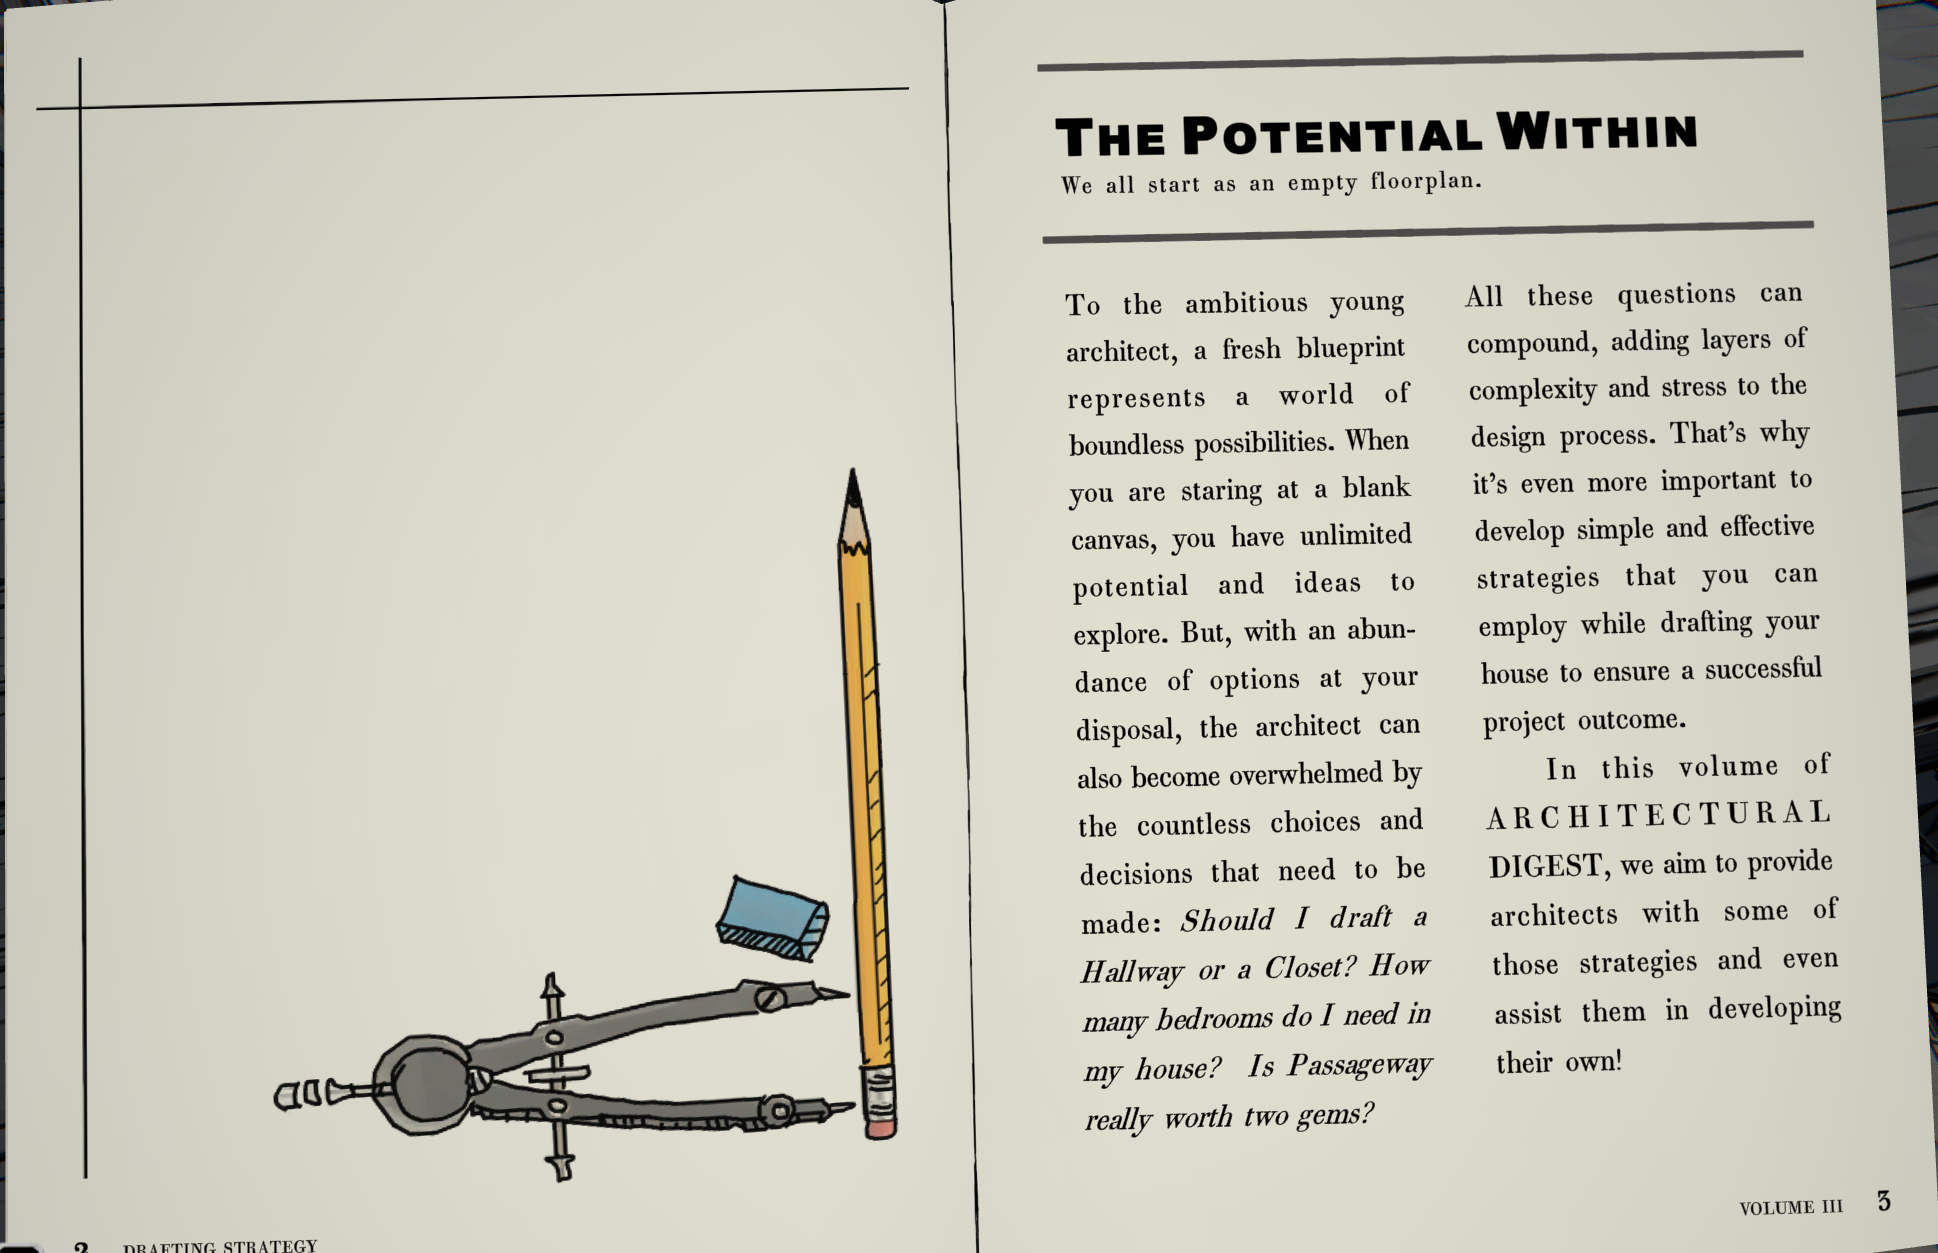 THE POTENTIAL WITHIN
We all start as an empty floorplan.
To the ambitious young
architect, a fresh blueprint
represents a world of
boundless possibilities. When
you are staring at a blank
canvas, you have unlimited
potential and ideas to
explore. But, with an abun-
dance of options at your
disposal, the architect can
also become overwhelmed by
the countless choices and
decisions that need to be
made: Should I draft a
Hallway or a Closet? How
many bedrooms do I need in
my house? Is Passageway
really worth two gems?
All these questions can
compound, adding layers of
complexity and stress to the
design process. That's why
it's even more important to
develop simple and effective
strategies that you can
employ while drafting your
house to ensure a successful
project outcome.
In this volume of
ARCHITECTURAL
DIGEST, we aim to provide
architects with some of
those strategies and even
assist them in developing
their own!
2 DRAFTING STRATEGY
VOLUME III 3